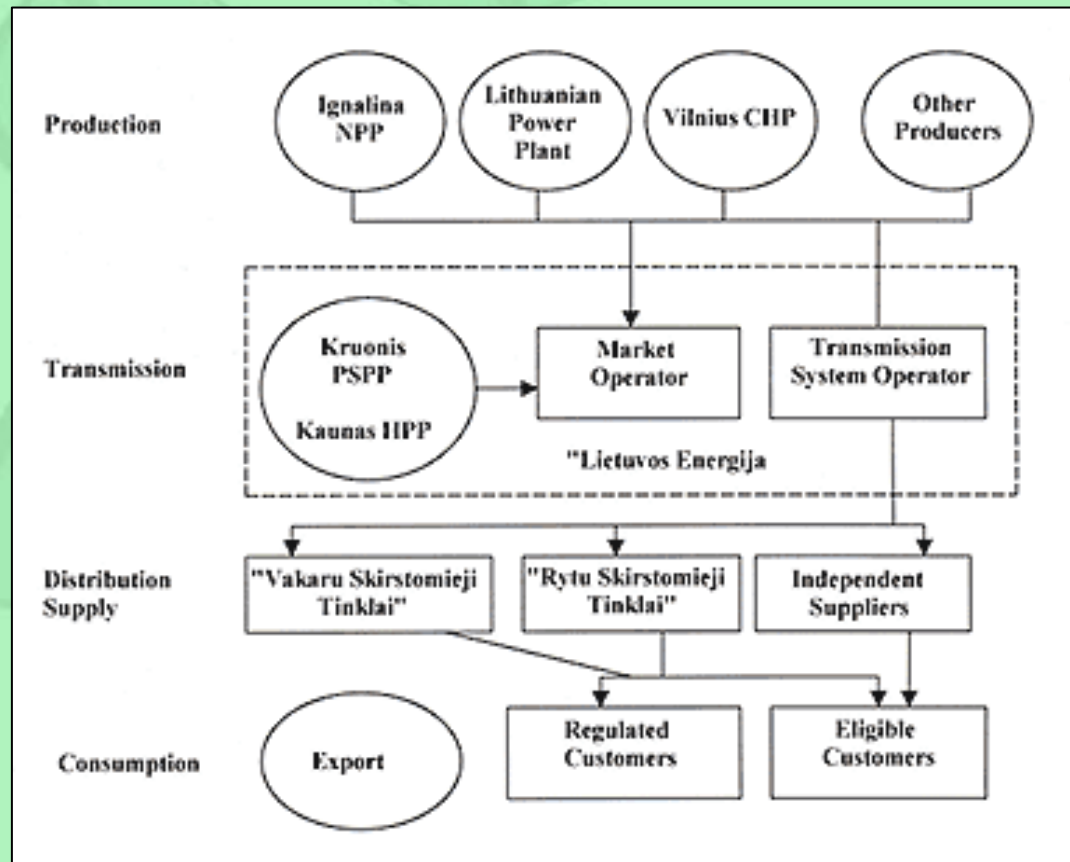 Production
Ignalina
NPP
Lithuanian
Power
Plant
Vilnius CHP
Other
Producers
Transmission
Kruonis
PSPP
Kaunas HPP
Market
Operator
Transmission
System Operator
"Lietuvos Energija
Distribution
Supply
"Vakaru Skirstomieji
Tinklai"
"Rytu Skirstomieji
Tinklai"
Independent
Suppliers
Consumption
Export
Regulated
Customers
Eligible
Customers